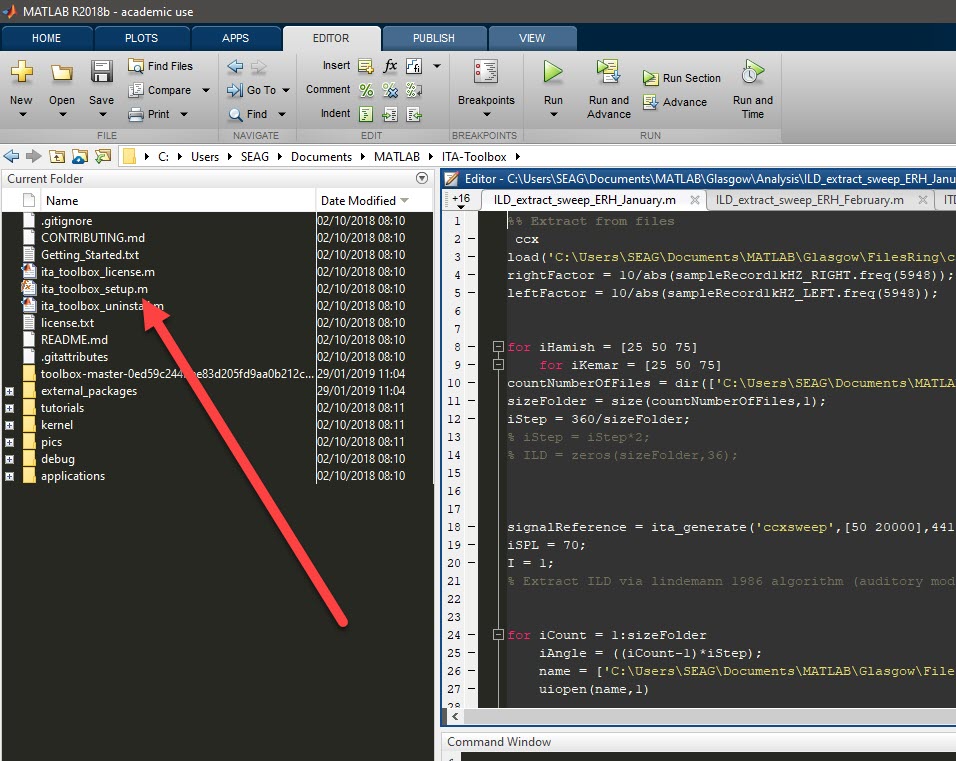 MATLAB R2018b - academic use
HOME PLOTS APPS EDITOR PUBLISH VIEW
New Open Save Find Files Compare Print
FILE
Go To Find
NAVIGATE
Insert fx
Comment
Indent
EDIT
Breakpoints
BREAKPOINTS
Run Run and Advance Run Section Advance Run and Time
RUN
C: Users SEAG Documents MATLAB ITA-Toolbox
Current Folder
Name Date Modified
.gitignore 02/10/2018 08:10
CONTRIBUTING.md 02/10/2018 08:10
Getting_Started.txt 02/10/2018 08:10
ita_toolbox_license.m 02/10/2018 08:10
ita_toolbox_setup.m 02/10/2018 08:10
02/10/2018 08:10
license.txt 02/10/2018 08:10
README.md 02/10/2018 08:10
.gitattributes 02/10/2018 08:10
29/01/2019 11:04
external_packages 29/01/2019 11:04
tutorials 02/10/2018 08:11
kernel 02/10/2018 08:11
pics 02/10/2018 08:11
debug 02/10/2018 08:10
applications 02/10/2018 08:10
Editor - C:\Users\SEAG\Documents\MATLAB\Glasgow\Analysis\ILD_extract_sweep_ERH_Janu
+16 ILD_extract_sweep_ERH_January.m ILD_extract_sweep_ERH_February.m ITD
1 %% Extract from files
2 ccx
3 load('C:\Users\SEAG\Documents\MATLAB\Glasgow\FilesRing\c
4 rightFactor = 10/abs(sampleRecord1kHZ_RIGHT.freq(5948));
5 leftFactor = 10/abs(sampleRecord1kHZ_LEFT.freq(5948));
6
7
8 for iHamish = [25 50 75]
9 for iKemar = [25 50 75]
10 countNumberOfFiles = dir(['C:\Users\SEAG\Documents\MATLA
11 sizeFolder = size(countNumberOfFiles,1);
12 iStep = 360/sizeFolder;
13 % iStep = iStep*2;
14 % ILD = zeros(sizeFolder,36);
15
16
17
18 signalReference = ita_generate('ccxsweep',[50 20000],441
19 iSPL = 70;
20 I = 1;
21 % Extract ILD via lindemann 1986 algorithm (auditory mod
22
23
24 for iCount = 1:sizeFolder
25 iAngle = ((iCount-1)*iStep);
26 name = ['C:\Users\SEAG\Documents\MATLAB\Glasgow\File
27 uiopen(name,1)
28
Command Window